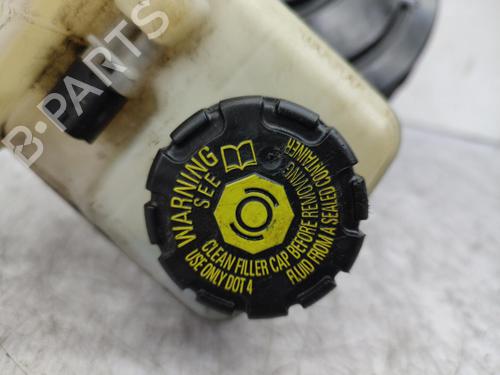 B-PARTS
WARNING
SEE
CLEAN FILLER CAP BEFORE REMOVING
USE ONLY DOT 4
FLUID FROM A SEALED CONTAINER